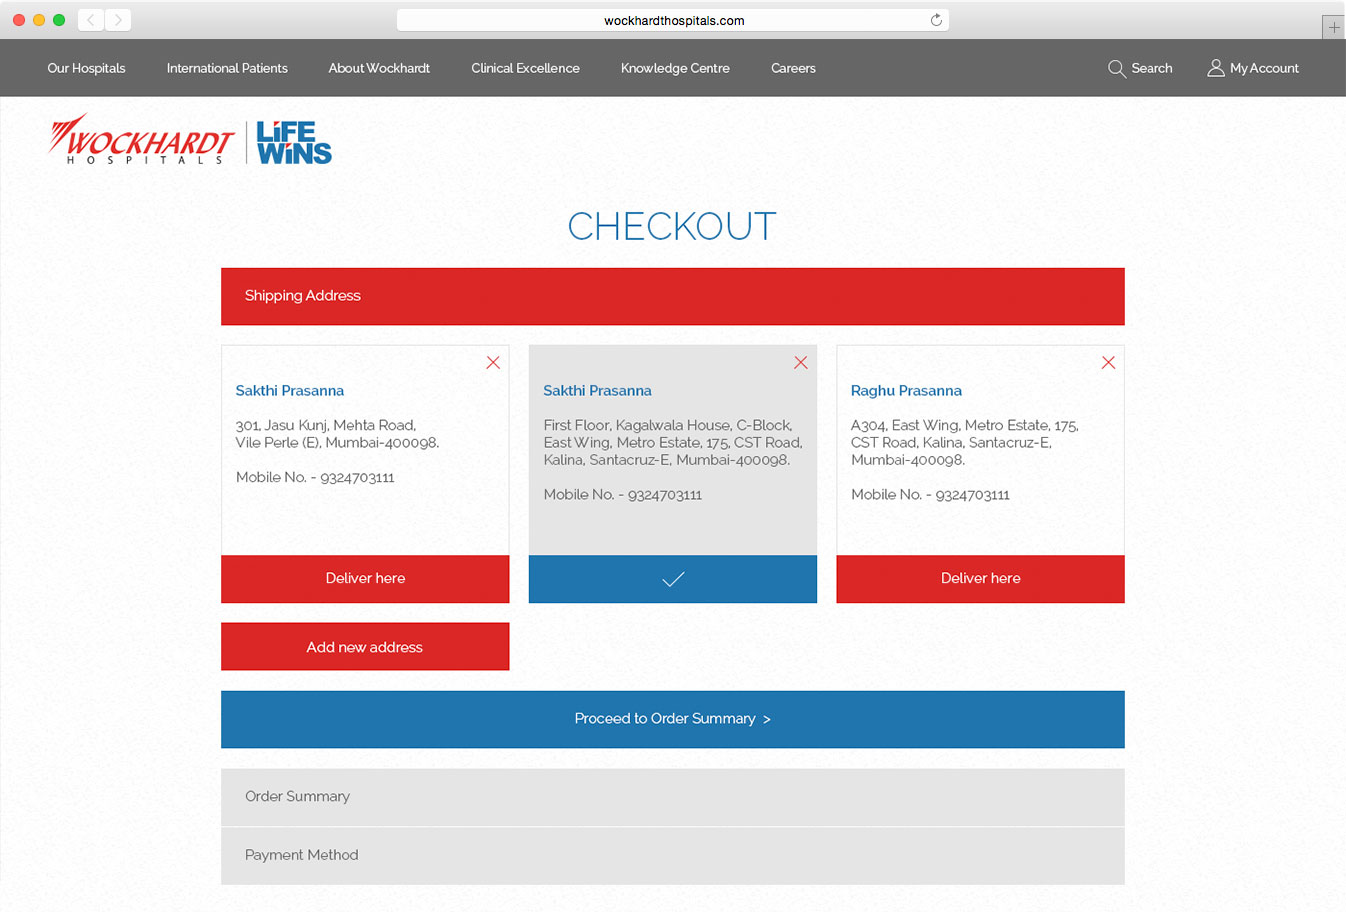 wockhardthospitals.com
Our Hospitals
International Patients
About Wockhardt
Clinical Excellence
Knowledge Centre
Careers
Search
My Account
WOCKHARDT
HOSPITALS
LiFE
WiNS
CHECKOUT
Shipping Address
Sakthi Prasanna
301, Jasu Kunj, Mehta Road,
Vile Perle (E), Mumbai-400098.
Mobile No. - 9324703111
Deliver here
Sakthi Prasanna
First Floor, Kagalwala House, C-Block,
East Wing, Metro Estate, 175, CST Road,
Kalina, Santacruz-E, Mumbai-400098.
Mobile No. - 9324703111
Raghu Prasanna
A304, East Wing, Metro Estate, 175,
CST Road, Kalina, Santacruz-E,
Mumbai-400098.
Mobile No. - 9324703111
Deliver here
Add new address
Proceed to Order Summary >
Order Summary
Payment Method